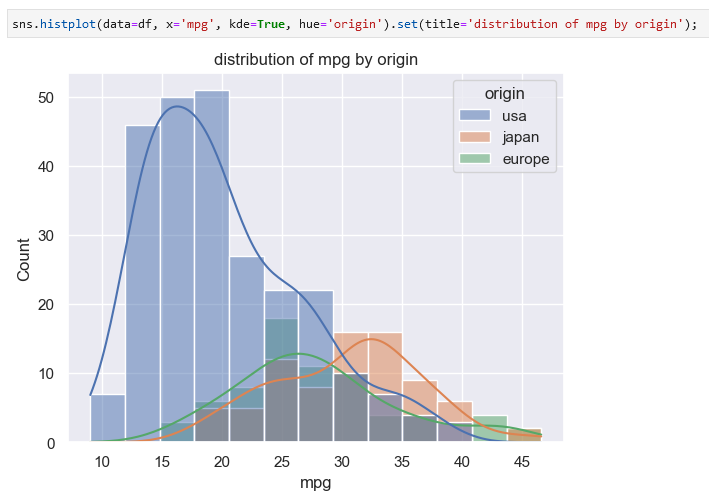 sns.histplot(data=df, x='mpg', kde=True, hue='origin').set(title='distribution of mpg by origin');
distribution of mpg by origin
origin
usa
japan
europe
50
40
30
20
10
0
Count
10 15 20 25 30 35 40 45
mpg